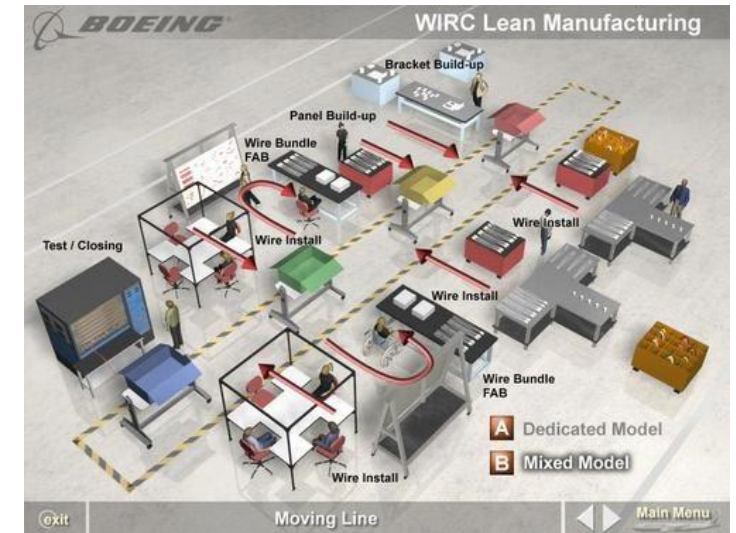 BOEING
WIRC Lean Manufacturing
Bracket Build-up
Panel Build-up
Wire Bundle
FAB
Wire Install
Wire Install
Test / Closing
Wire Install
Wire Bundle
FAB
A Dedicated Model
B Mixed Model
Wire Install
exit
Moving Line
Main Menu